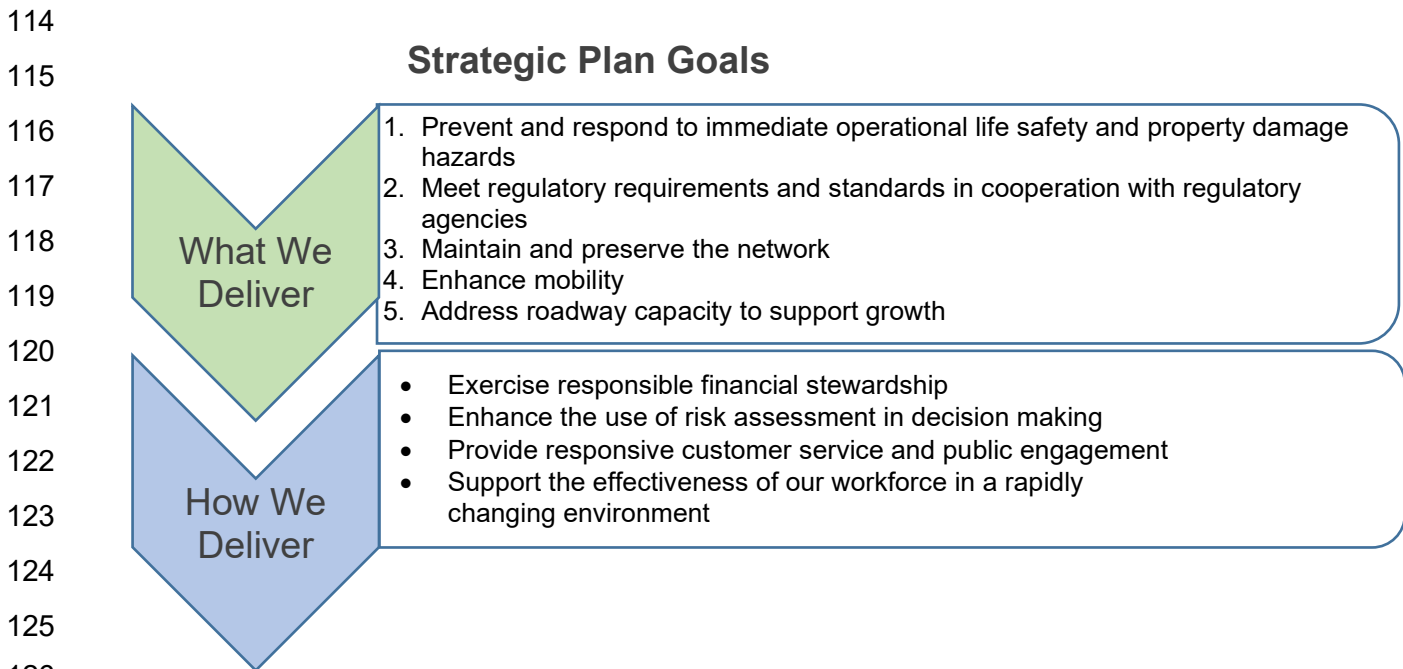 114
Strategic Plan Goals
115
116
1. Prevent and respond to immediate operational life safety and property damage
hazards
117
2. Meet regulatory requirements and standards in cooperation with regulatory
agencies
118
What We
Deliver
3. Maintain and preserve the network
4. Enhance mobility
119
5. Address roadway capacity to support growth
120
121
• Exercise responsible financial stewardship
• Enhance the use of risk assessment in decision making
122
• Provide responsive customer service and public engagement
• Support the effectiveness of our workforce in a rapidly
changing environment
How We
Deliver
123
124
125